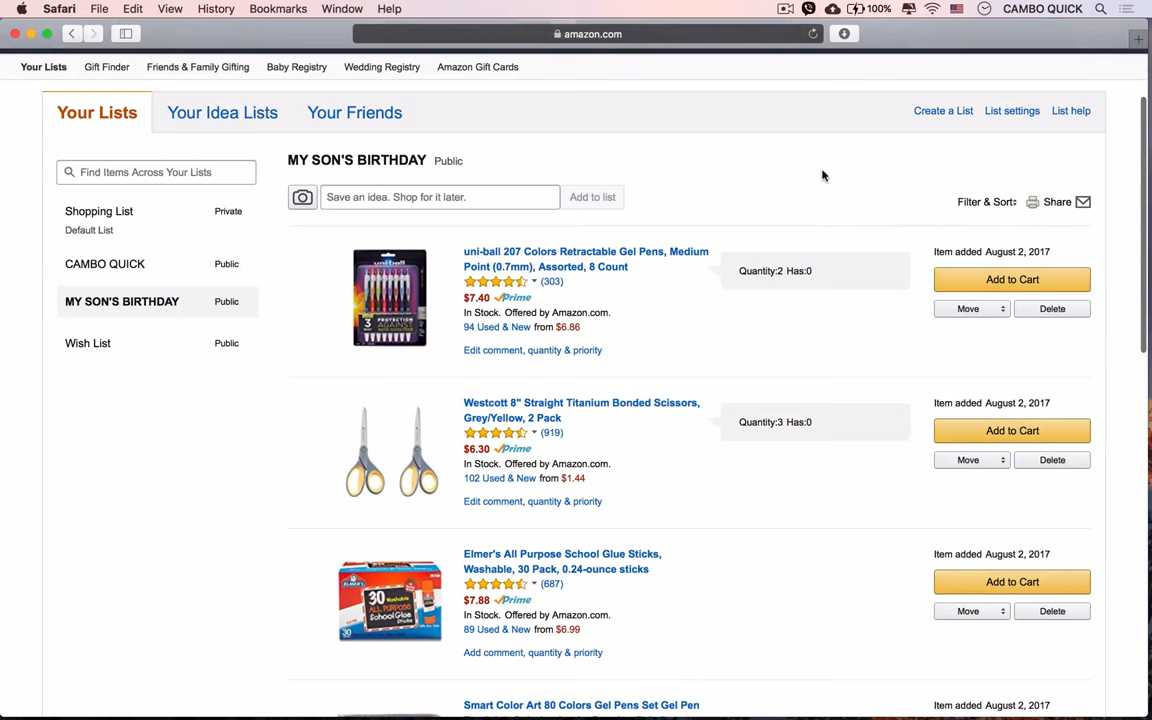 Safari File Edit View History Bookmarks Window Help 100% CAMBO QUICK
amazon.com
Your Lists Gift Finder Friends & Family Gifting Baby Registry Wedding Registry Amazon Gift Cards
Your Lists Your Idea Lists Your Friends Create a List List settings List help
MY SON'S BIRTHDAY Public
Find Items Across Your Lists
Save an idea. Shop for it later. Add to list
Filter & Sort: Share
Shopping List Private
Default List
CAMBO QUICK Public
MY SON'S BIRTHDAY Public
Wish List Public
uni-ball 207 Colors Retractable Gel Pens, Medium
Point (0.7mm), Assorted, 8 Count
(303)
$7.40 Prime
In Stock. Offered by Amazon.com.
94 Used & New from $6.86
Edit comment, quantity & priority
Quantity:2 Has:0
Item added August 2, 2017
Add to Cart
Move Delete
uni-ball
3
Westcott 8" Straight Titanium Bonded Scissors,
Grey/Yellow, 2 Pack
(919)
$6.30 Prime
In Stock. Offered by Amazon.com.
102 Used & New from $1.44
Edit comment, quantity & priority
Quantity:3 Has:0
Item added August 2, 2017
Add to Cart
Move Delete
Elmer's All Purpose School Glue Sticks,
Washable, 30 Pack, 0.24-ounce sticks
(687)
$7.88 Prime
In Stock. Offered by Amazon.com.
89 Used & New from $6.99
Add comment, quantity & priority
Item added August 2, 2017
Add to Cart
Move Delete
30
Washable
ALL PURPOSE
School Glue
Sticks
30
Smart Color Art 80 Colors Gel Pens Set Gel Pen
Item added August 2, 2017